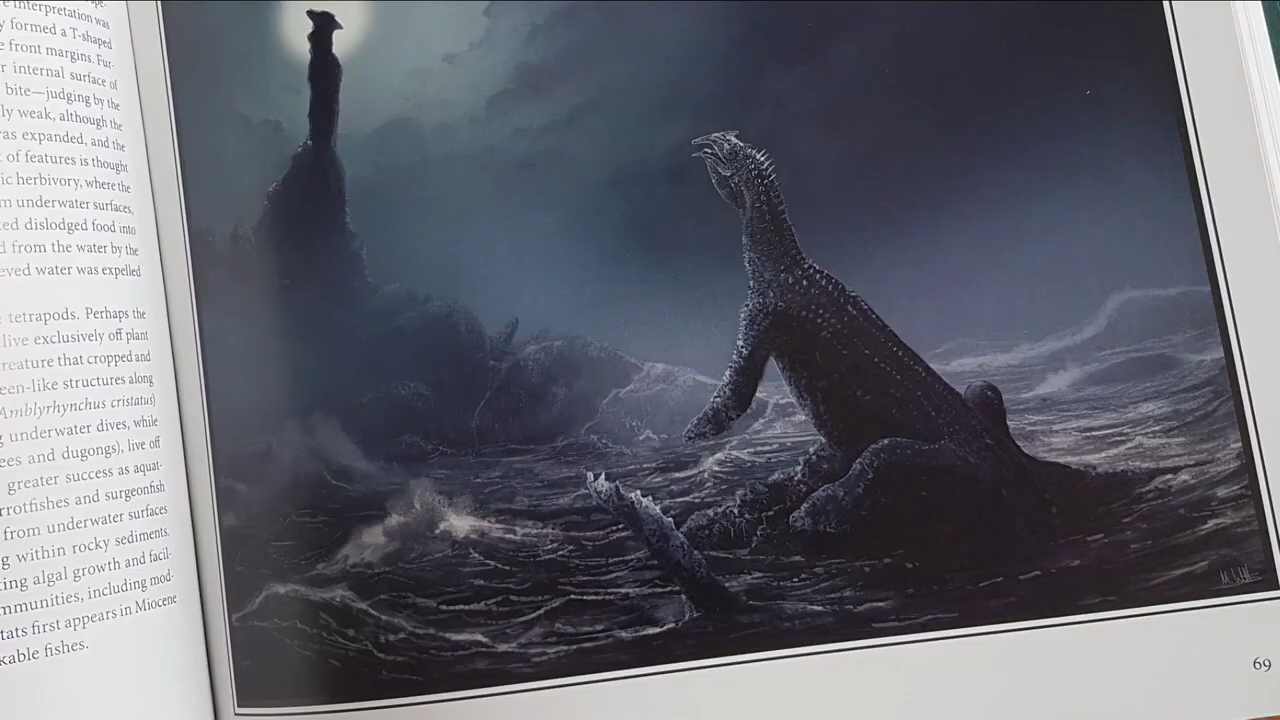 e interpretation was
y formed a T-shaped
e front margins. Fur-
r internal surface of
bite—judging by the
ly weak, although the
vas expanded, and the
t of features is thought
ic herbivory, where the
m underwater surfaces,
ked dislodged food into
d from the water by the
eved water was expelled
tetrapods. Perhaps the
live exclusively off plant
reature that cropped and
een-like structures along
Amblyrhynchus cristatus)
g underwater dives, while
ees and dugongs), live off
greater success as aquat-
rrotfishes and surgeonfish
from underwater surfaces
g within rocky sediments.
ting algal growth and facil-
mmunities, including mod-
tats first appears in Miocene
kable fishes.
69